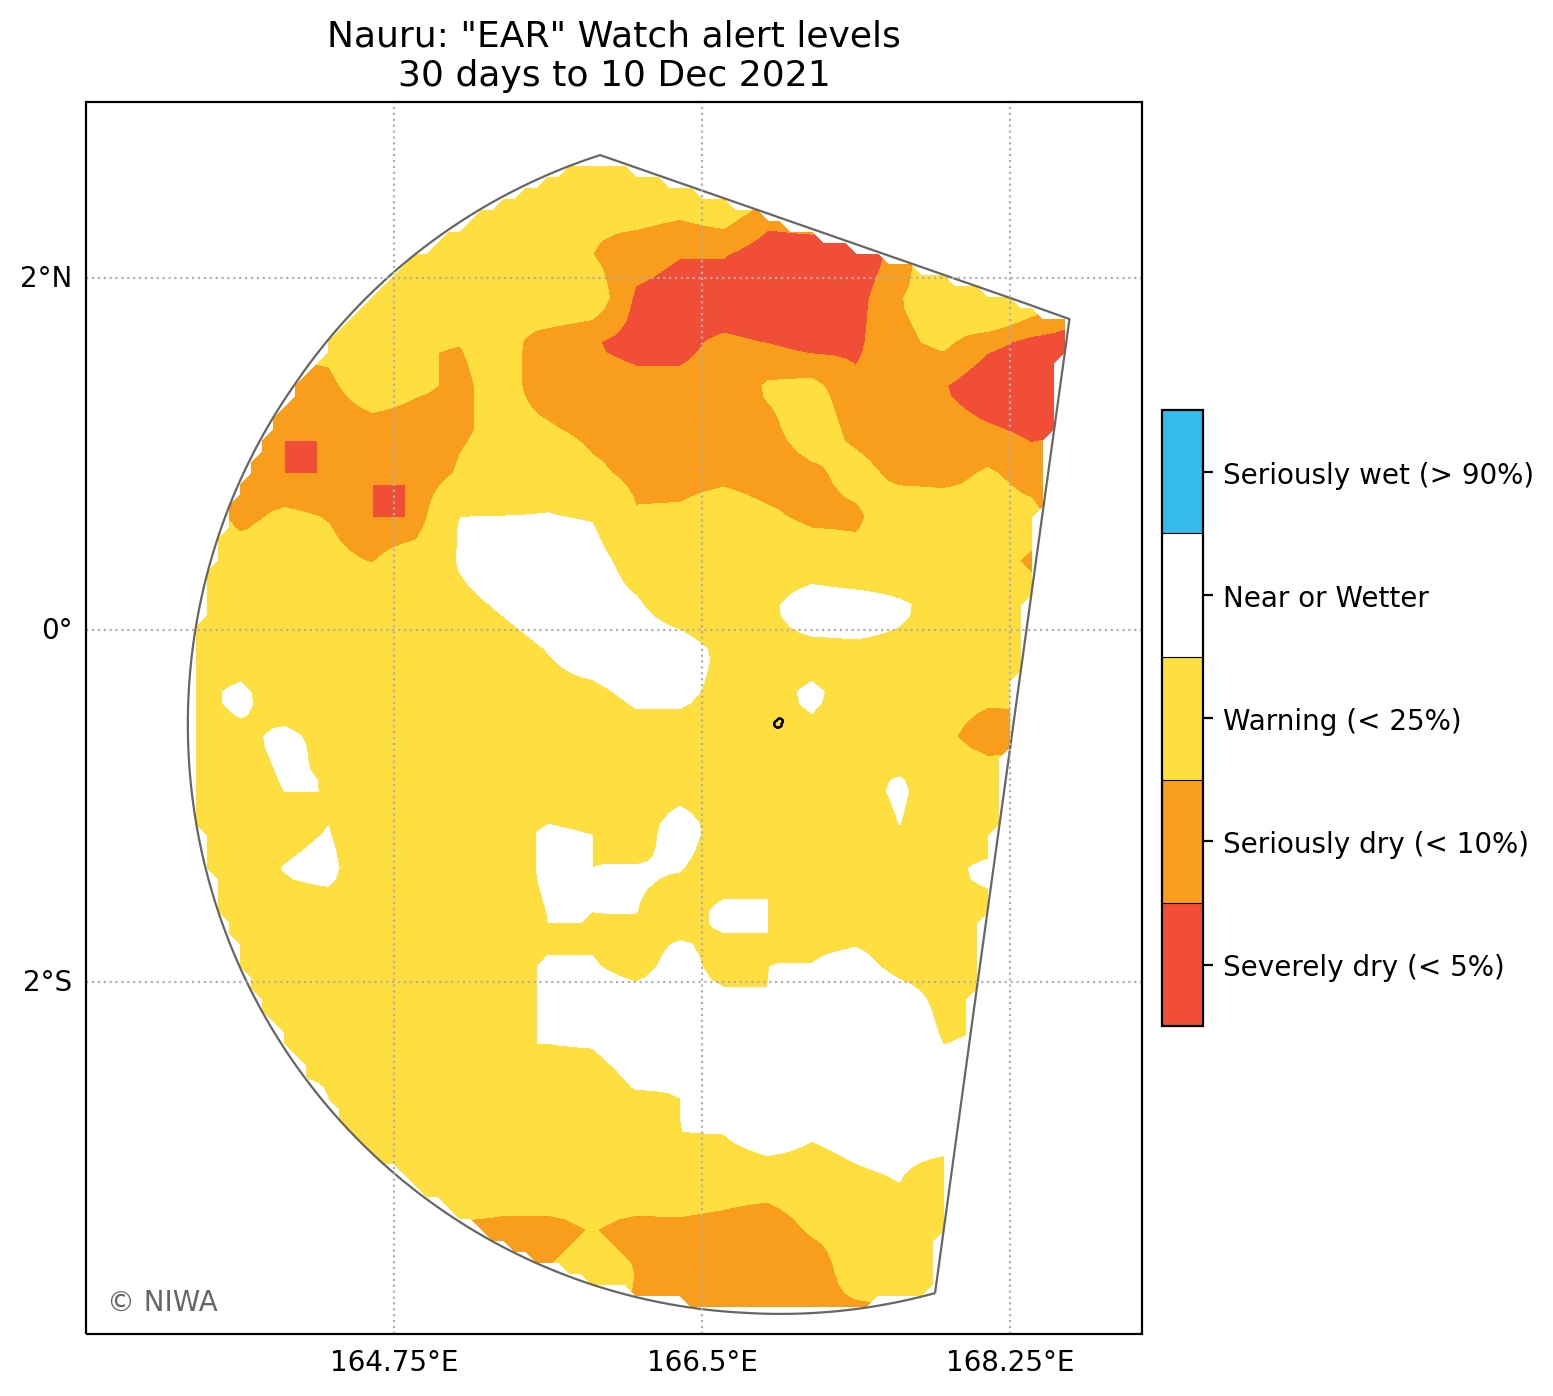 Nauru: "EAR" Watch alert levels
30 days to 10 Dec 2021
2°N
0°
2°S
164.75°E
166.5°E
168.25°E
Seriously wet (> 90%)
Near or Wetter
Warning (< 25%)
Seriously dry (< 10%)
Severely dry (< 5%)
© NIWA